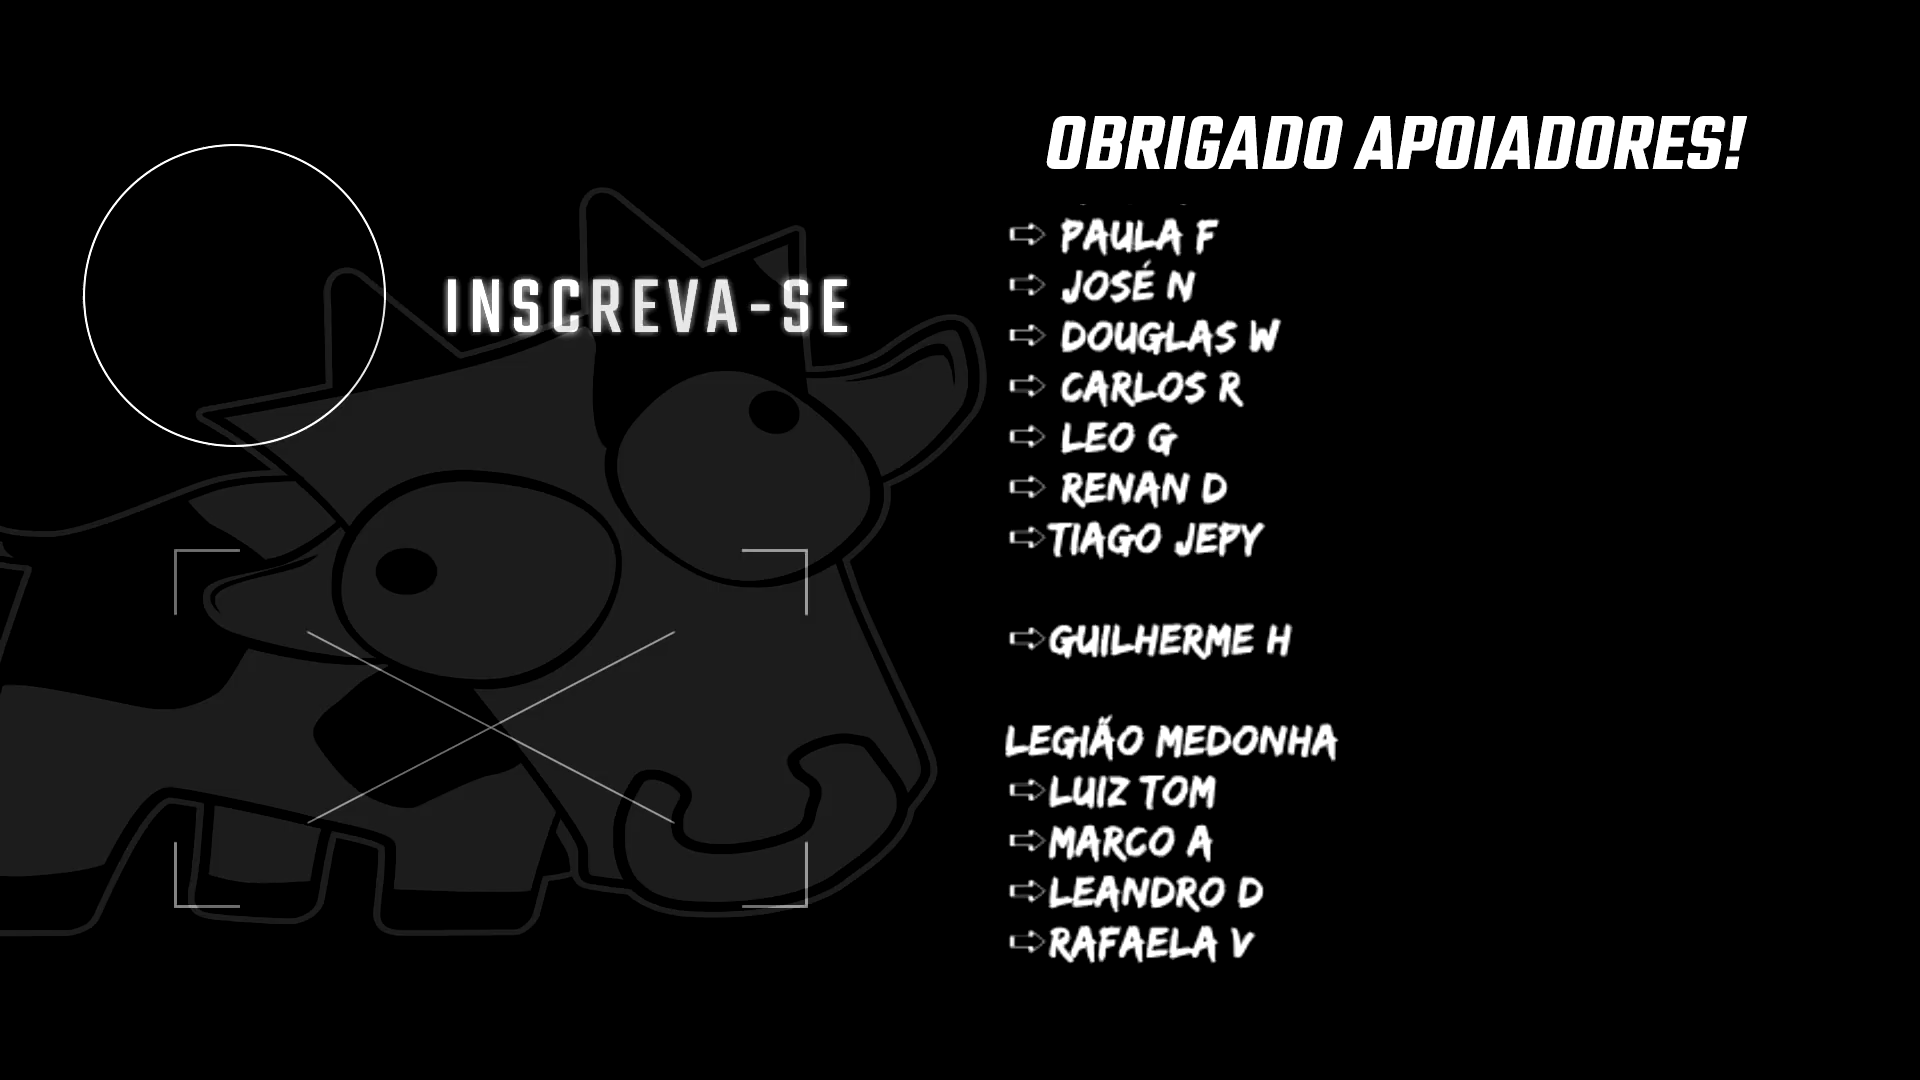 INSCREVA-SE
OBRIGADO APOIADORES!
⇨ PAULA F
⇨ JOSÉ N
⇨ DOUGLAS W
⇨ CARLOS R
⇨ LEO G
⇨ RENAN D
⇨TIAGO JEPY
⇨GUILHERME H
LEGIÃO MEDONHA
⇨LUIZ TOM
⇨MARCO A
⇨LEANDRO D
⇨RAFAELA V